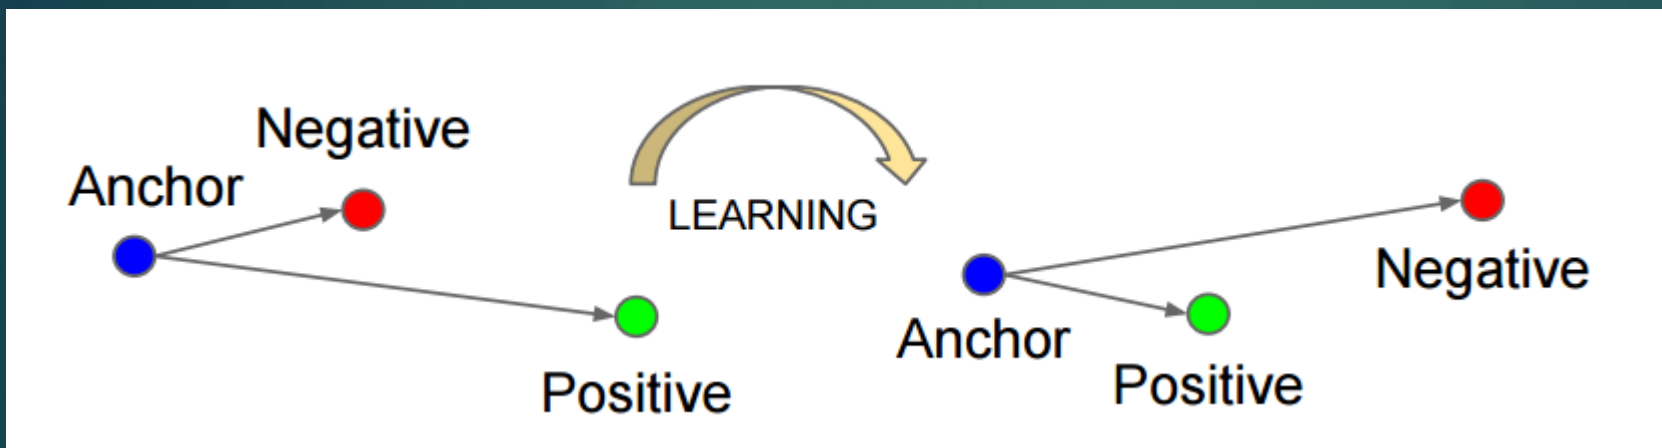 Negative
Anchor
Positive
LEARNING
Negative
Anchor
Positive